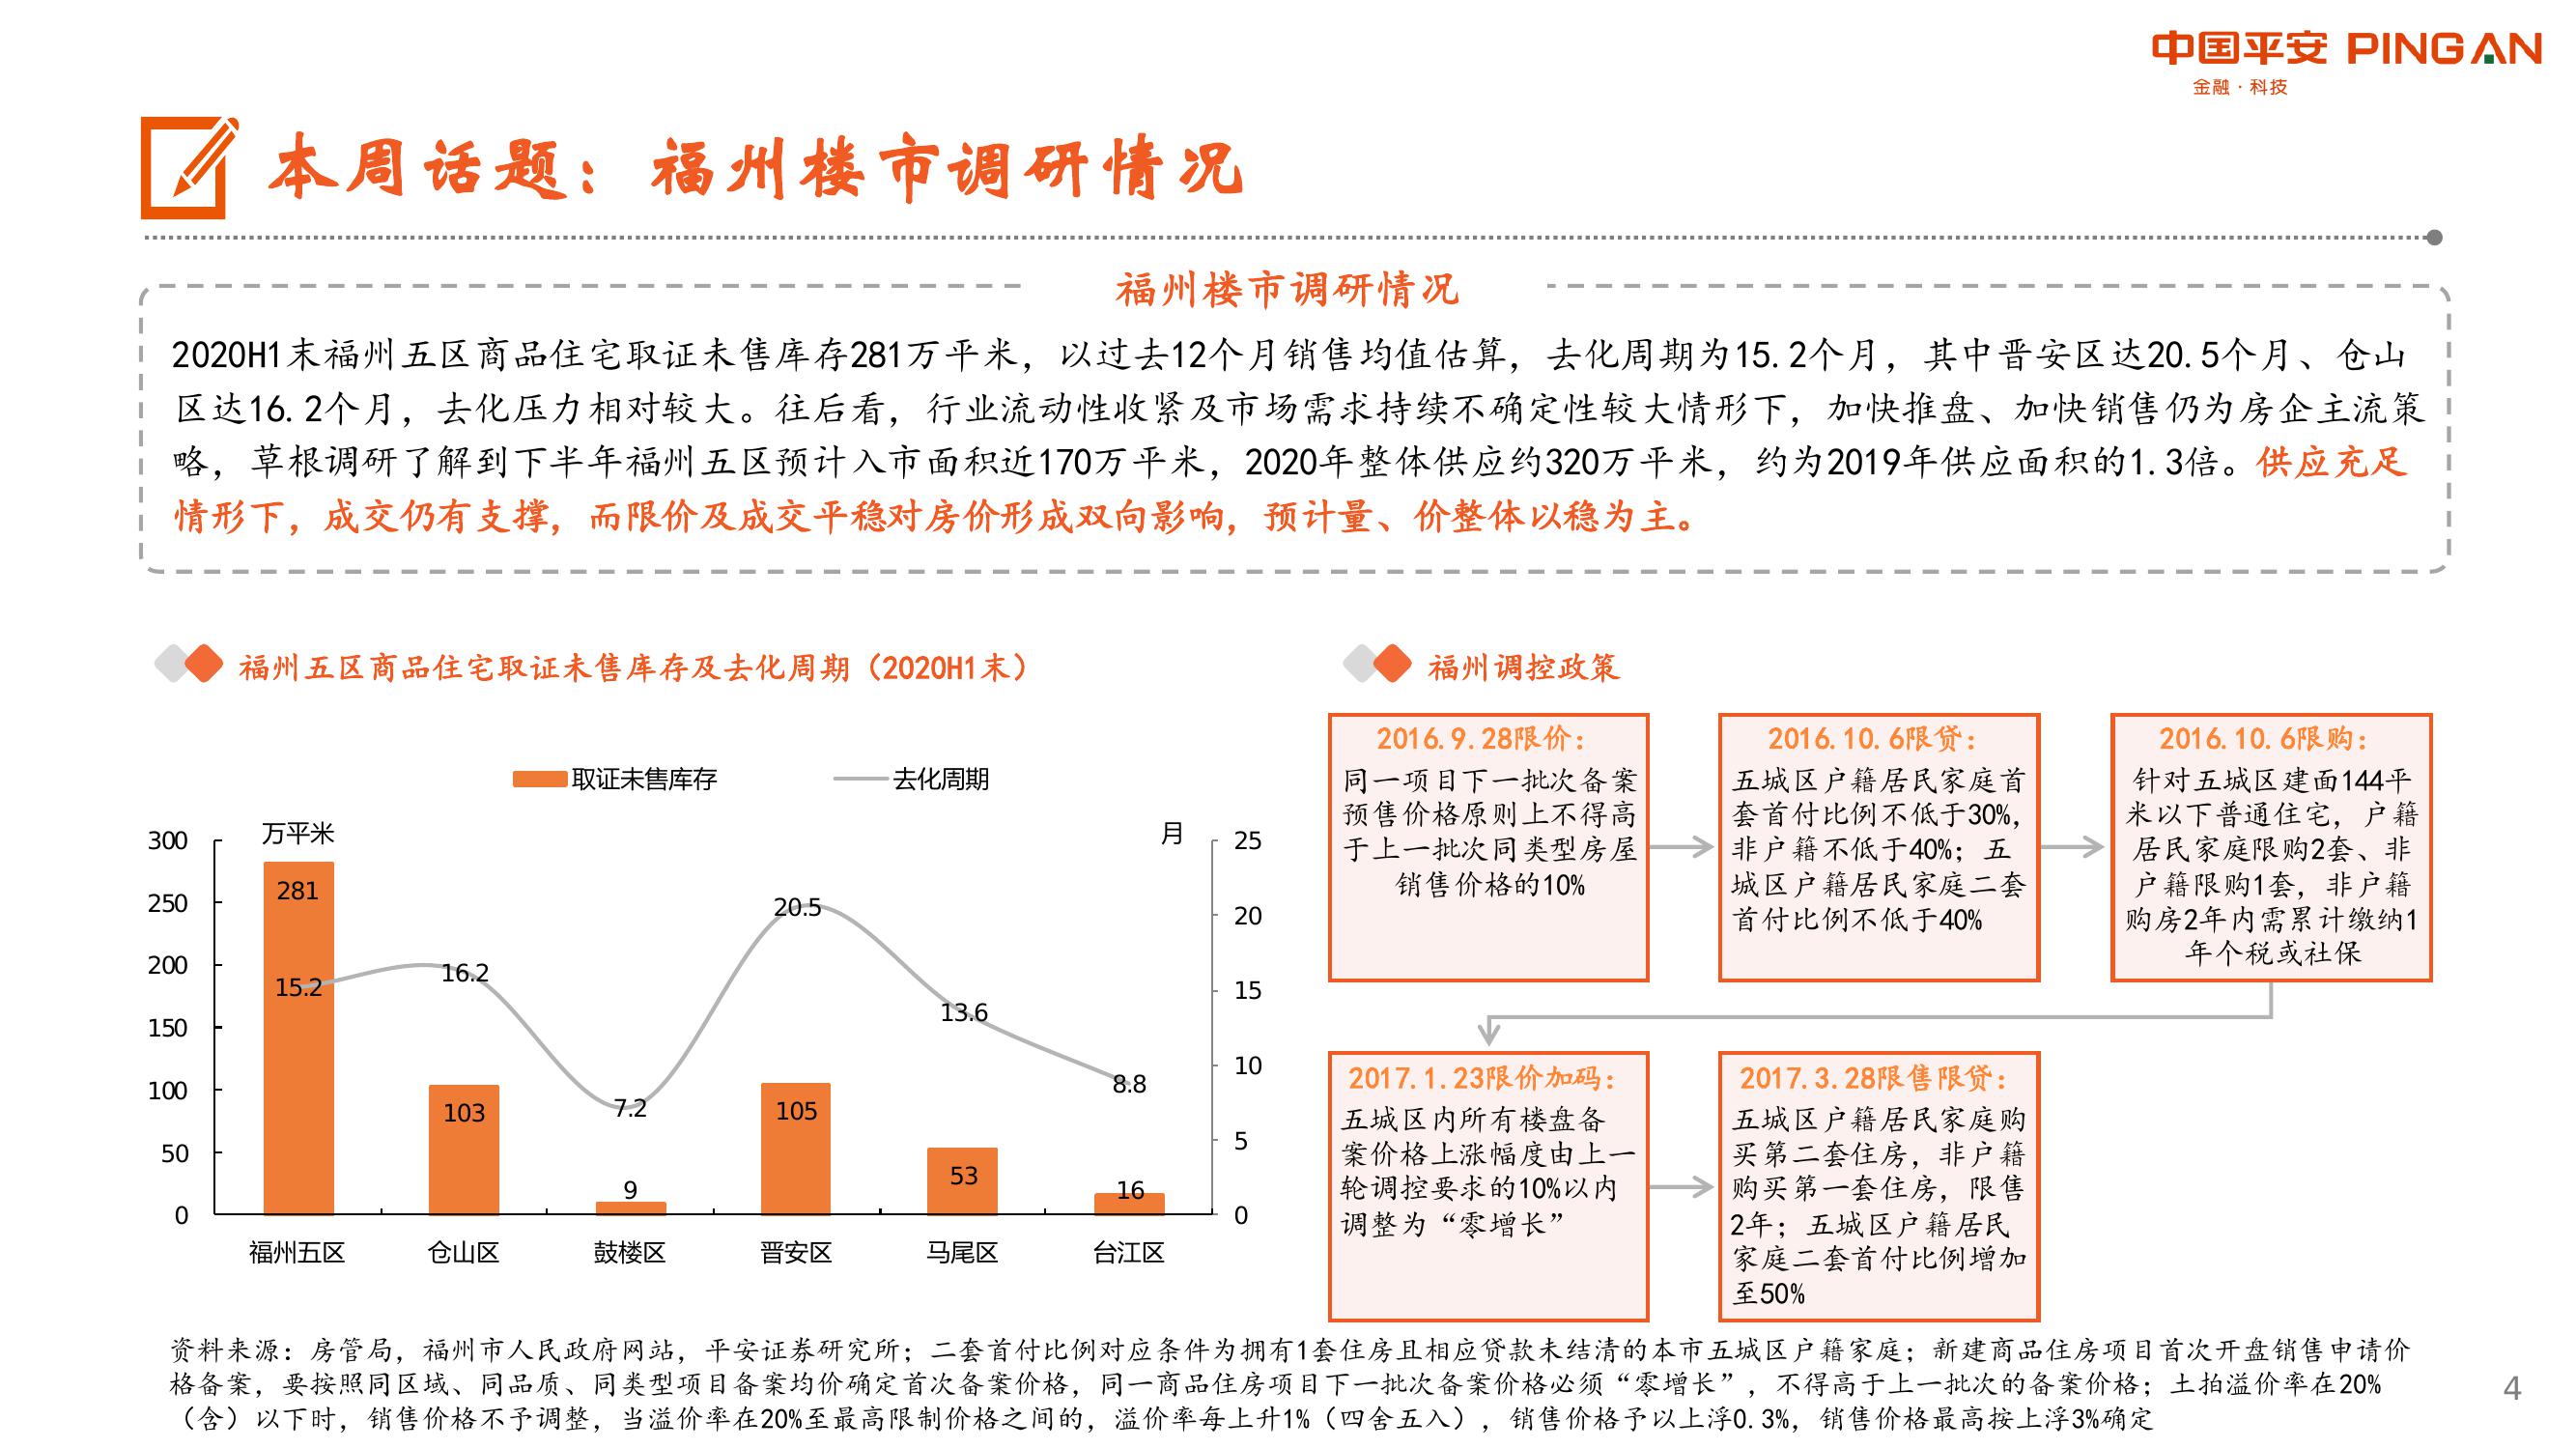 中国平安 PINGAN
金融·科技
本周话题：福州楼市调研情况
福州楼市调研情况
2020H1末福州五区商品住宅取证未售库存281万平米，以过去12个月销售均值估算，去化周期为15.2个月，其中晋安区达20.5个月、仓山
区达16.2个月，去化压力相对较大。往后看，行业流动性收紧及市场需求持续不确定性较大情形下，加快推盘、加快销售仍为房企主流策
略，草根调研了解到下半年福州五区预计入市面积近170万平米，2020年整体供应约320万平米，约为2019年供应面积的1.3倍。供应充足
情形下，成交仍有支撑，而限价及成交平稳对房价形成双向影响，预计量、价整体以稳为主。
福州五区商品住宅取证未售库存及去化周期（2020H1末）
取证未售库存 去化周期
万平米 月
300
250
200
150
100
50
0
25
20
15
10
5
0
281
103
9
105
53
16
15.2
16.2
7.2
20.5
13.6
8.8
福州五区 仓山区 鼓楼区 晋安区 马尾区 台江区
福州调控政策
2016.9.28限价：
同一项目下一批次备案
预售价格原则上不得高
于上一批次同类型房屋
销售价格的10%
2016.10.6限贷：
五城区户籍居民家庭首
套首付比例不低于30%，
非户籍不低于40%；五
城区户籍居民家庭二套
首付比例不低于40%
2016.10.6限购：
针对五城区建面144平
米以下普通住宅，户籍
居民家庭限购2套、非
户籍限购1套，非户籍
购房2年内需累计缴纳1
年个税或社保
2017.1.23限价加码：
五城区内所有楼盘备
案价格上涨幅度由上一
轮调控要求的10%以内
调整为“零增长”
2017.3.28限售限贷：
五城区户籍居民家庭购
买第二套住房，非户籍
购买第一套住房，限售
2年；五城区户籍居民
家庭二套首付比例增加
至50%
资料来源：房管局，福州市人民政府网站，平安证券研究所；二套首付比例对应条件为拥有1套住房且相应贷款未结清的本市五城区户籍家庭；新建商品住房项目首次开盘销售申请价
格备案，要按照同区域、同品质、同类型项目备案均价确定首次备案价格，同一商品住房项目下一批次备案价格必须“零增长”，不得高于上一批次的备案价格；土拍溢价率在20%
（含）以下时，销售价格不予调整，当溢价率在20%至最高限制价格之间的，溢价率每上升1%（四舍五入），销售价格予以上浮0.3%，销售价格最高按上浮3%确定
4